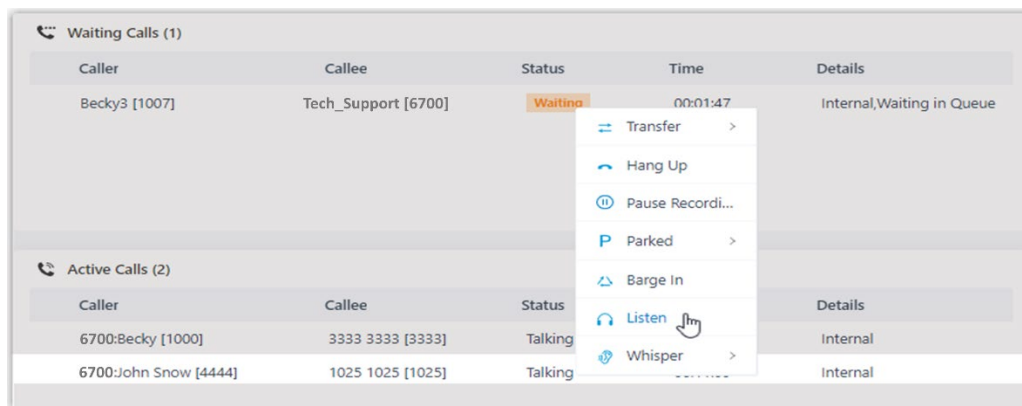 Waiting Calls (1)
Caller Callee Status Time Details
Becky3 [1007] Tech_Support [6700] Waiting 00:01:47 Internal,Waiting in Queue
Transfer >
Hang Up
Pause Recordi...
P Parked >
Barge In
Listen
Whisper >
Active Calls (2)
Caller Callee Status Details
6700:Becky [1000] 3333 3333 [3333] Talking Internal
6700:John Snow [4444] 1025 1025 [1025] Talking Internal